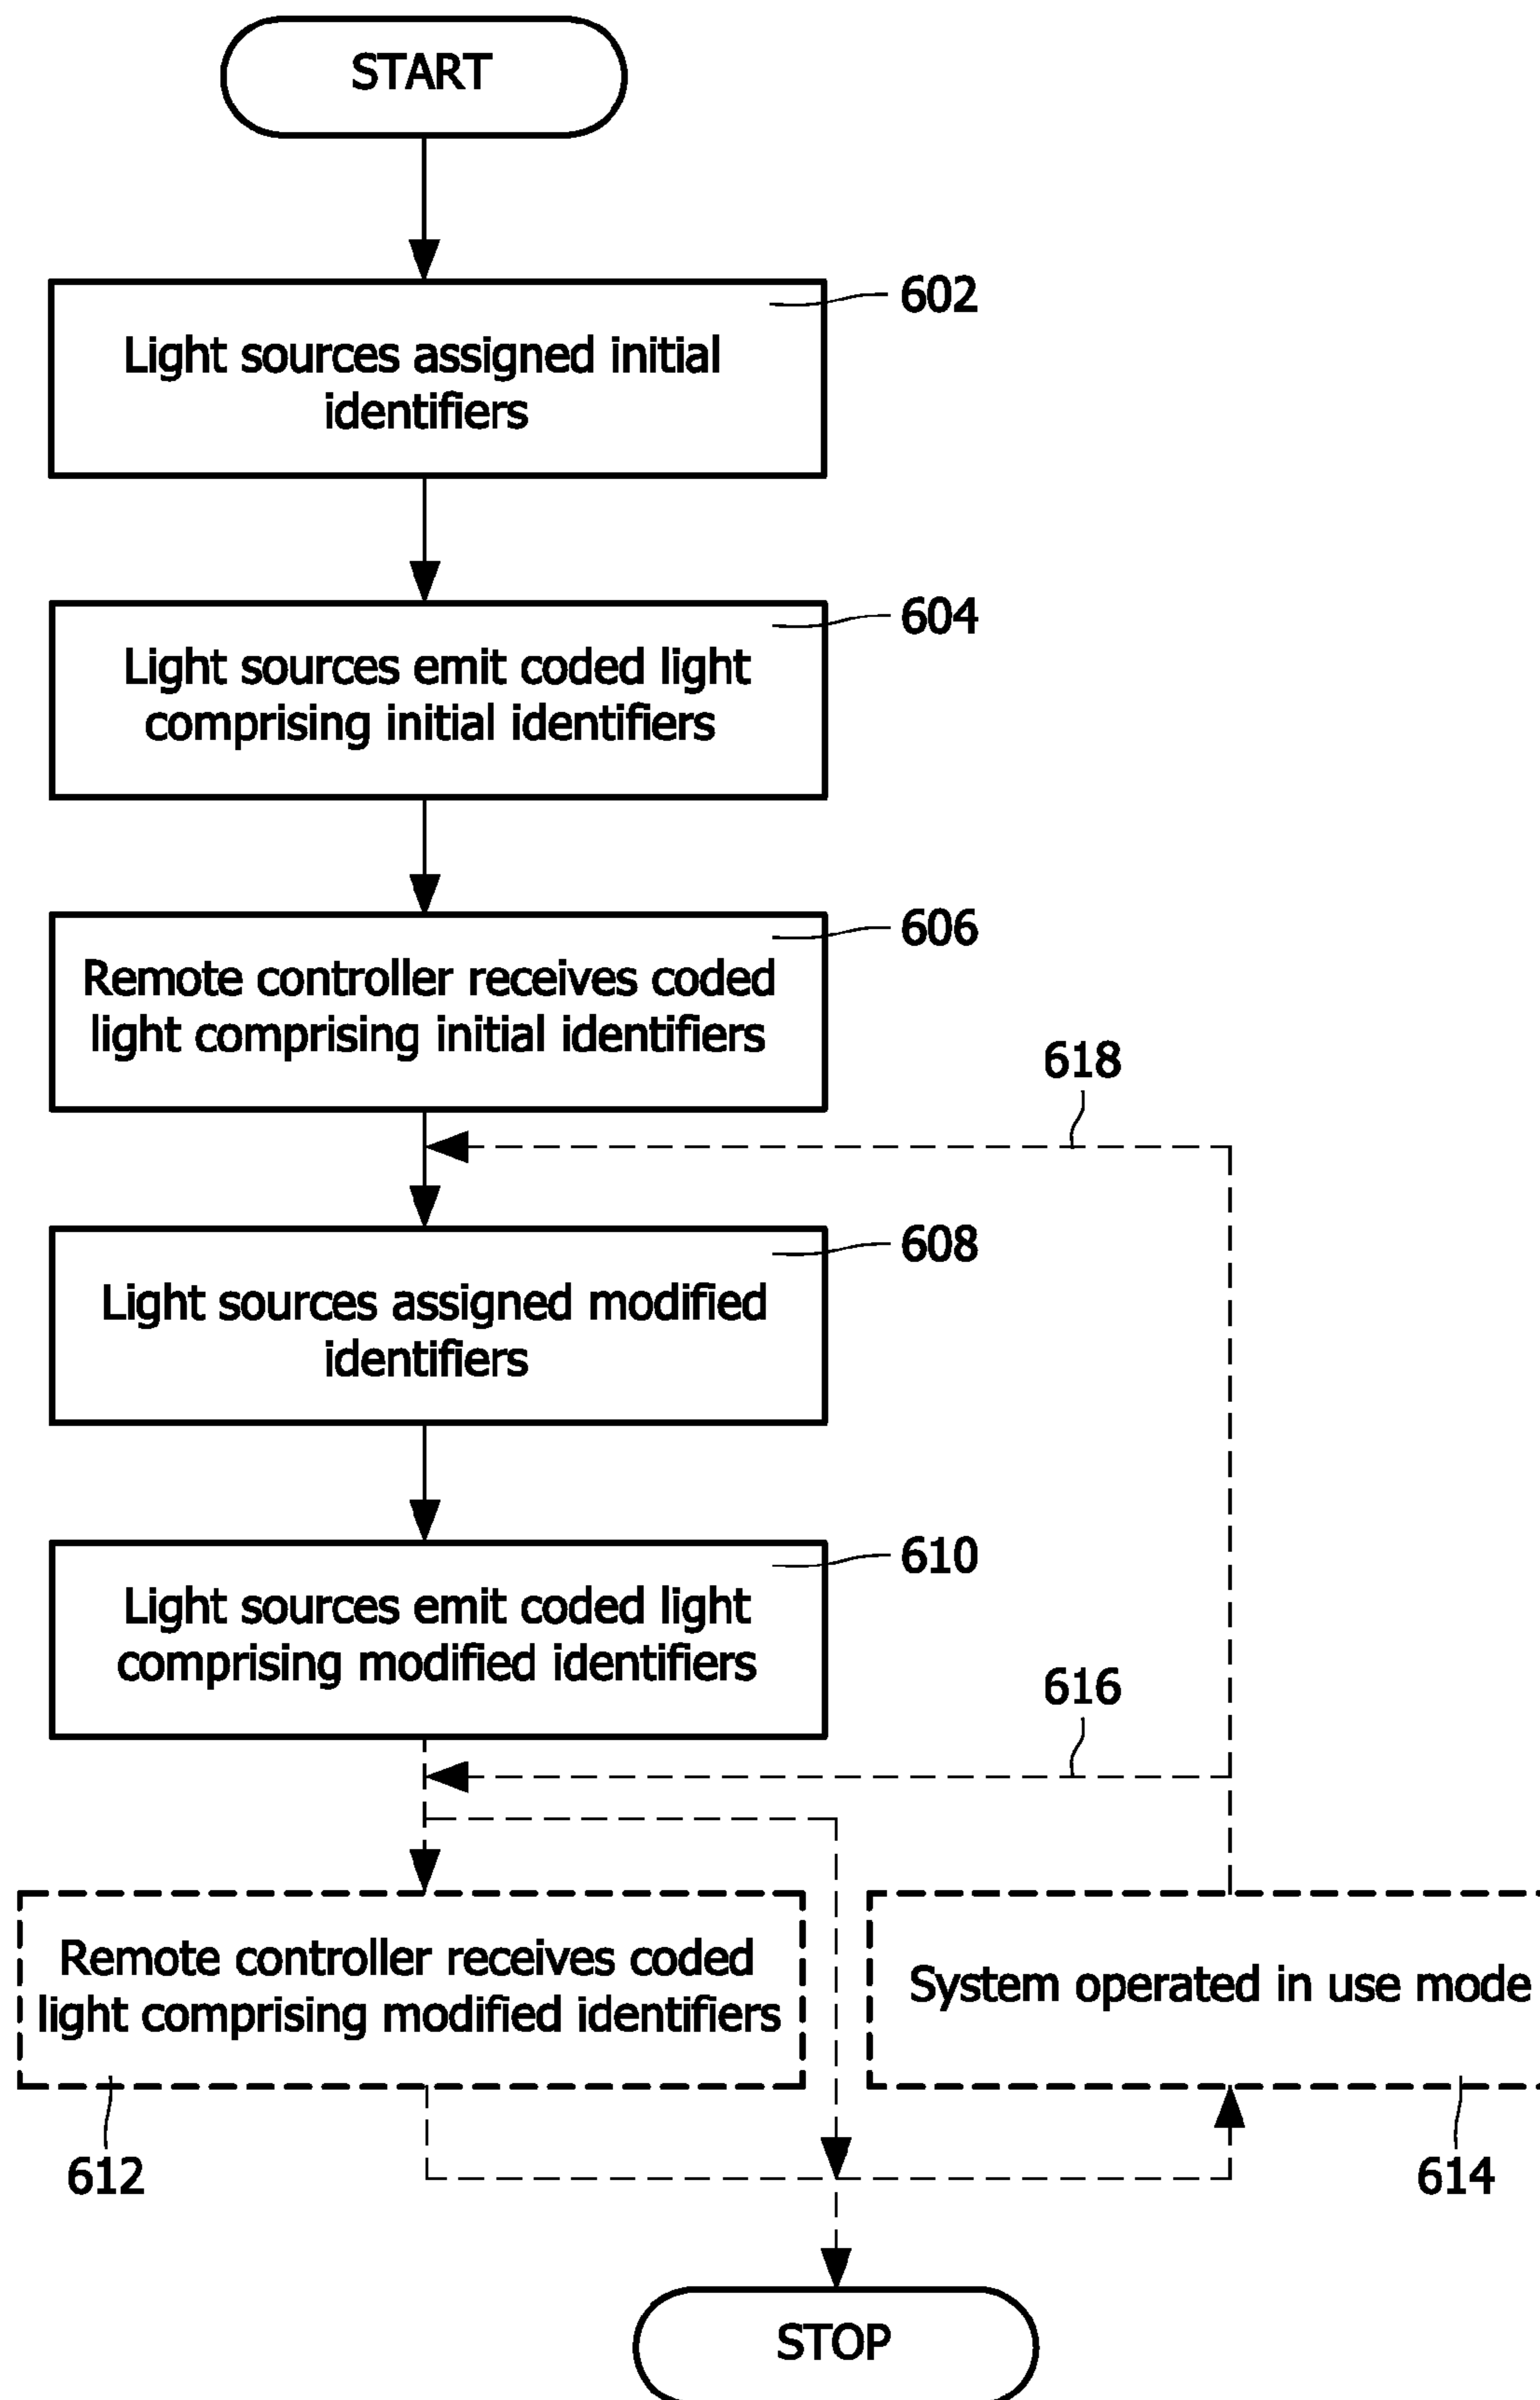 START
602
Light sources assigned initial
identifiers
604
Light sources emit coded light
comprising initial identifiers
606
Remote controller receives coded
light comprising initial identifiers
618
608
Light sources assigned modified
identifiers
610
Light sources emit coded light
comprising modified identifiers
616
Remote controller receives coded
light comprising modified identifiers
System operated in use mode
612
614
STOP